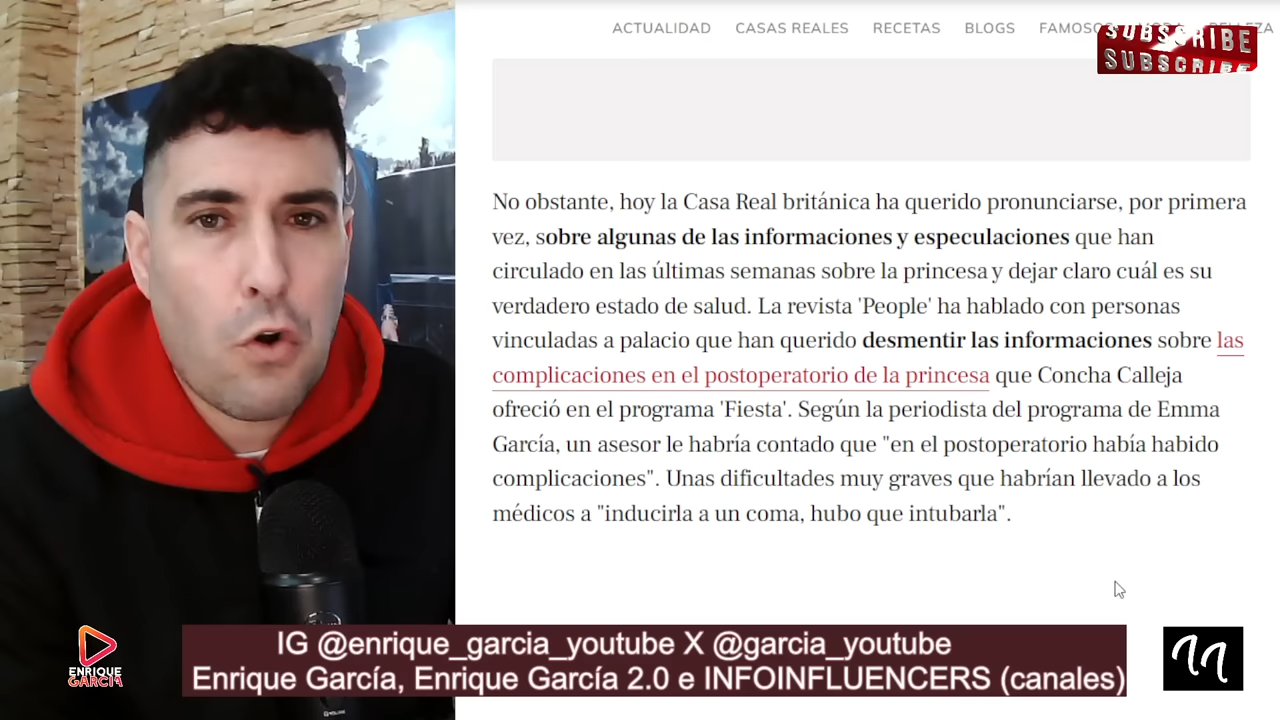 ACTUALIDAD CASAS REALES RECETAS BLOGS FAMOSOS MODA BELLEZA
SUBSCRIBE
SUBSCRIBE
No obstante, hoy la Casa Real británica ha querido pronunciarse, por primera
vez, sobre algunas de las informaciones y especulaciones que han
circulado en las últimas semanas sobre la princesa y dejar claro cuál es su
verdadero estado de salud. La revista 'People' ha hablado con personas
vinculadas a palacio que han querido desmentir las informaciones sobre las
complicaciones en el postoperatorio de la princesa que Concha Calleja
ofreció en el programa 'Fiesta'. Según la periodista del programa de Emma
García, un asesor le habría contado que "en el postoperatorio había habido
complicaciones". Unas dificultades muy graves que habrían llevado a los
médicos a "inducirla a un coma, hubo que intubarla".
IG @enrique_garcia_youtube X @garcia_youtube
Enrique García, Enrique García 2.0 e INFOINFLUENCERS (canales)
ENRIQUE
GARCÍA